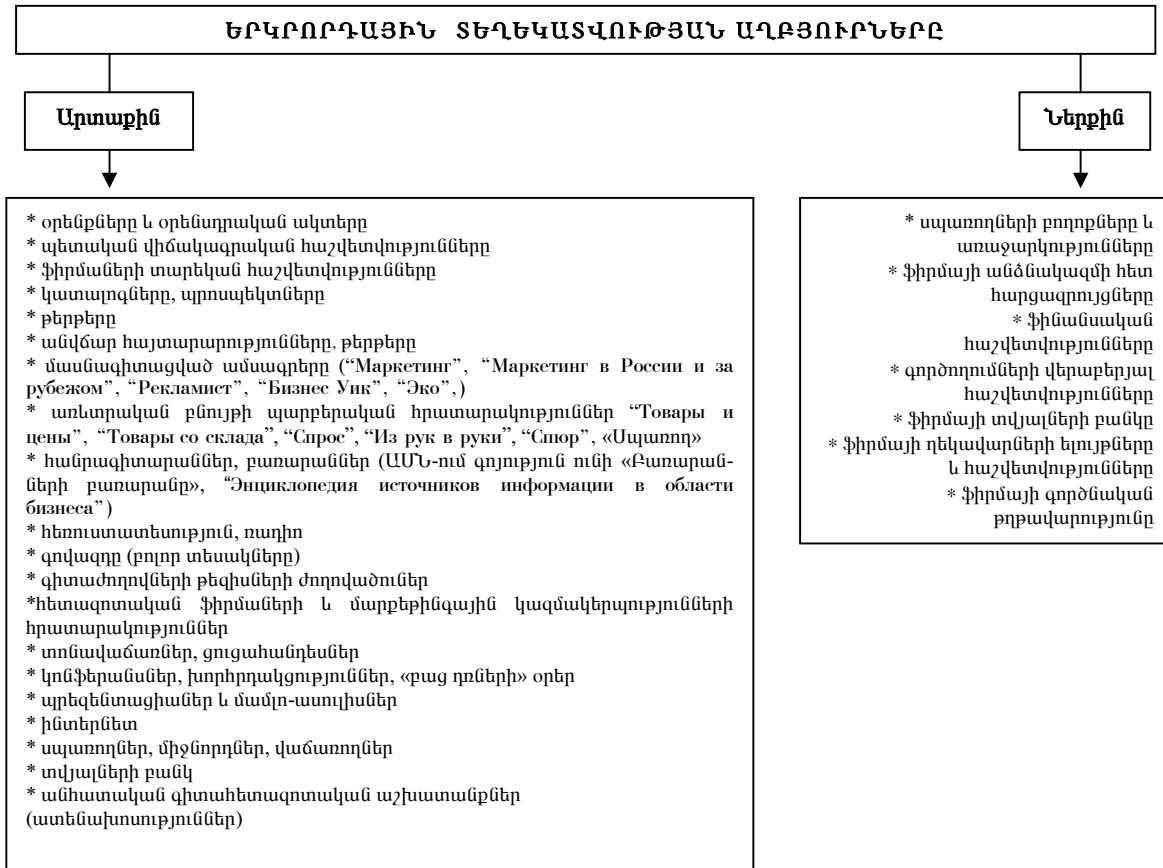 ԵՐԿՐՈՐԴԱՅԻՆ ՏԵՂԵԿԱՏՎՈՒԹՅԱՆ ԱՂԲՅՈՒՐՆԵՐԸ
Արտաքին
Ներքին
* օրենքները և օրենսդրական ակտերը
* պետական վիճակագրական հաշվետվությունները
* ֆիրմաների տարեկան հաշվետվությունները
* կատալոգները, պրոսպեկտները
* թերթերը
* անվճար հայտարարությունները, թերթերը
* մասնագիտացված ամսագրերը (“Маркетинг”, “Маркетинг в России и за
рубежом”, “Рекламист”, “Бизнес Уик”, “Эко”,)
* առևտրական բնույթի պարբերական հրատարակություններ “Товары и
цены”, “Товары со склада”, “Спрос”, “Из рук в руки”, “Спюр”, «Սպառող»
* հանրագիտարաններ, բառարաններ (ԱՄՆ-ում գոյություն ունի «Բառարան-
ների բառարանը», “Энциклопедия источников информации в области
бизнеса”)
* հեռուստատեսություն, ռադիո
* գովազդը (բոլոր տեսակները)
* գիտաժողովների թեզիսների ժողովածուներ
*հետազոտական ֆիրմաների և մարքեթինգային կազմակերպությունների
հրատարակություններ
* տոնավաճառներ, ցուցահանդեսներ
* կոնֆերանսներ, խորհրդակցություններ, «բաց դռների» օրեր
* պրեզենտացիաներ և մամլո-ասուլիսներ
* ինտերնետ
* սպառողներ, միջնորդներ, վաճառողներ
* տվյալների բանկ
* անհատական գիտահետազոտական աշխատանքներ
(ատենախոսություններ)
* սպառողների բողոքները և
առաջարկությունները
* ֆիրմայի անձնակազմի հետ
հարցազրույցները
* ֆինանսական
հաշվետվությունները
* գործողումների վերաբերյալ
հաշվետվությունները
* ֆիրմայի տվյալների բանկը
* ֆիրմայի ղեկավարների ելույթները
և հաշվետվությունները
* ֆիրմայի գործնական
թղթավարությունը